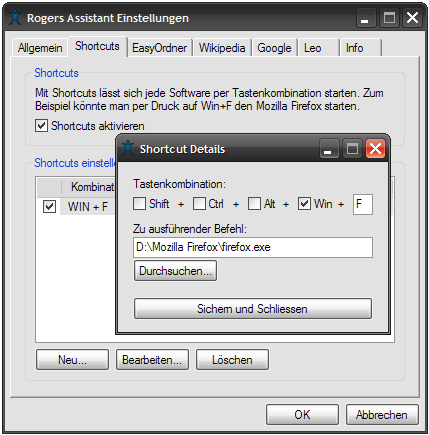 Rogers Assistant Einstellungen
Allgemein Shortcuts EasyOrdner Wikipedia Google Leo Info
Shortcuts
Mit Shortcuts lässt sich jede Software per Tastenkombination starten. Zum
Beispiel könnte man per Druck auf Win+F den Mozilla Firefox starten.
Shortcuts aktivieren
Shortcuts einstelle
Kombinat
WIN + F
Shortcut Details
Tastenkombination:
Shift + Ctrl + Alt + Win + F
Zu ausführender Befehl:
D:\Mozilla Firefox\firefox.exe
Durchsuchen...
Sichern und Schliessen
Neu... Bearbeiten... Löschen
OK Abbrechen